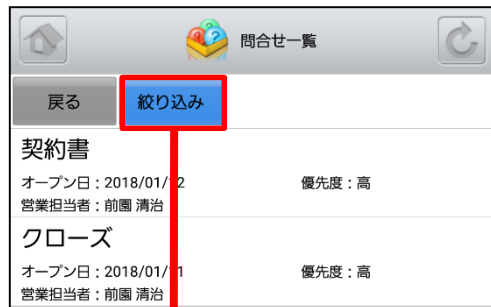 問合せ一覧
戻る 絞り込み
契約書
オープン日：2018/01/12 優先度：高
営業担当者：前園 清治
クローズ
オープン日：2018/01/11 優先度：高
営業担当者：前園 清治